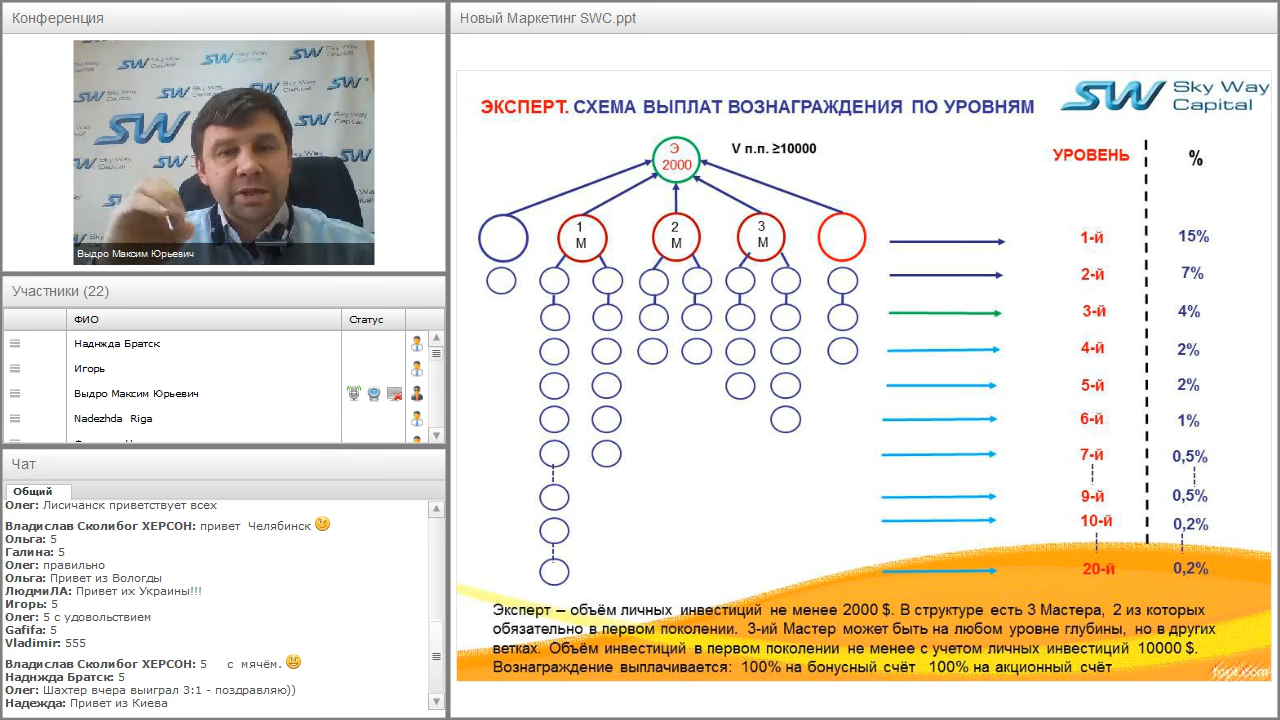 Конференция
Новый Маркетинг SWC.ppt
Sky Way
Capital
SW
Выдро Максим Юрьевич
Участники (22)
ФИО
Статус
Наднжда Братск
Игорь
Выдро Максим Юрьевич
Nadezhda Riga
Чат
Общий
Олег: Лисичанск приветствует всех
Владислав Сколибог ХЕРСОН: привет Челябинск
Ольга: 5
Галина: 5
Олег: правильно
Ольга: Привет из Вологды
ЛюдмиЛА: Привет их Украины!!!
Игорь: 5
Олег: 5 с удовольствием
Gafifa: 5
Vladimir: 555
Владислав Сколибог ХЕРСОН: 5 с мячём.
Наднжда Братск: 5
Олег: Шахтер вчера выиграл 3:1 - поздравляю))
Надежда: Привет из Киева
ЭКСПЕРТ. СХЕМА ВЫПЛАТ ВОЗНАГРАЖДЕНИЯ ПО УРОВНЯМ
SW Sky Way
Capital
Э
2000
V п.п. ≥10000
УРОВЕНЬ %
1
М
2
М
3
М
1-й 15%
2-й 7%
3-й 4%
4-й 2%
5-й 2%
6-й 1%
7-й 0,5%
9-й 0,5%
10-й 0,2%
20-й 0,2%
Эксперт – объём личных инвестиций не менее 2000 $. В структуре есть 3 Мастера, 2 из которых
обязательно в первом поколении. 3-ий Мастер может быть на любом уровне глубины, но в других
ветках. Объём инвестиций в первом поколении не менее с учетом личных инвестиций 10000 $.
Вознаграждение выплачивается: 100% на бонусный счёт 100% на акционный счёт